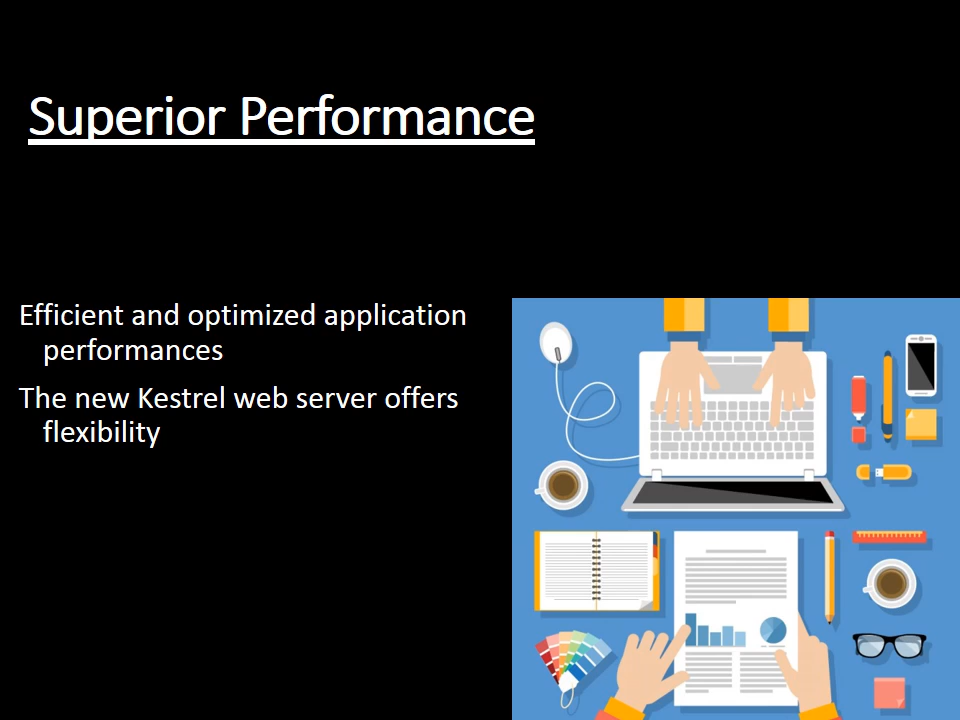 Superior Performance
Efficient and optimized application
performances
The new Kestrel web server offers
flexibility